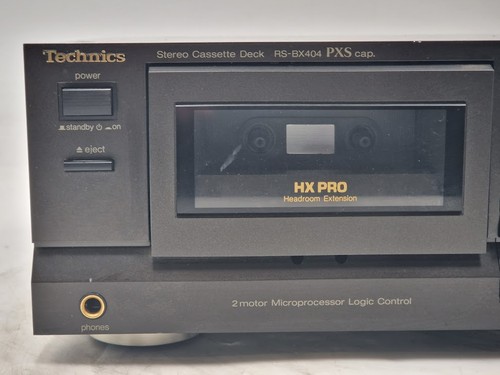 Technics Stereo Cassette Deck RS-BX404 PXS cap.
power
standby on
eject
HX PRO
Headroom Extension
2 motor Microprocessor Logic Control
phones